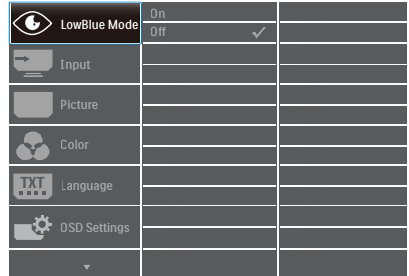 LowBlue Mode
On
Off
Input
Picture
Color
TXT
Language
OSD Settings